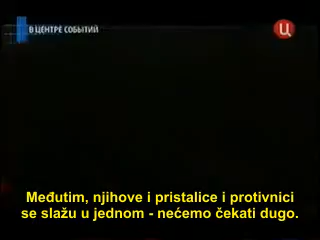 В ЦЕНТРЕ СОБЫТИЙ
Ц
Međutim, njihove i pristalice i protivnici
se slažu u jednom - nećemo čekati dugo.